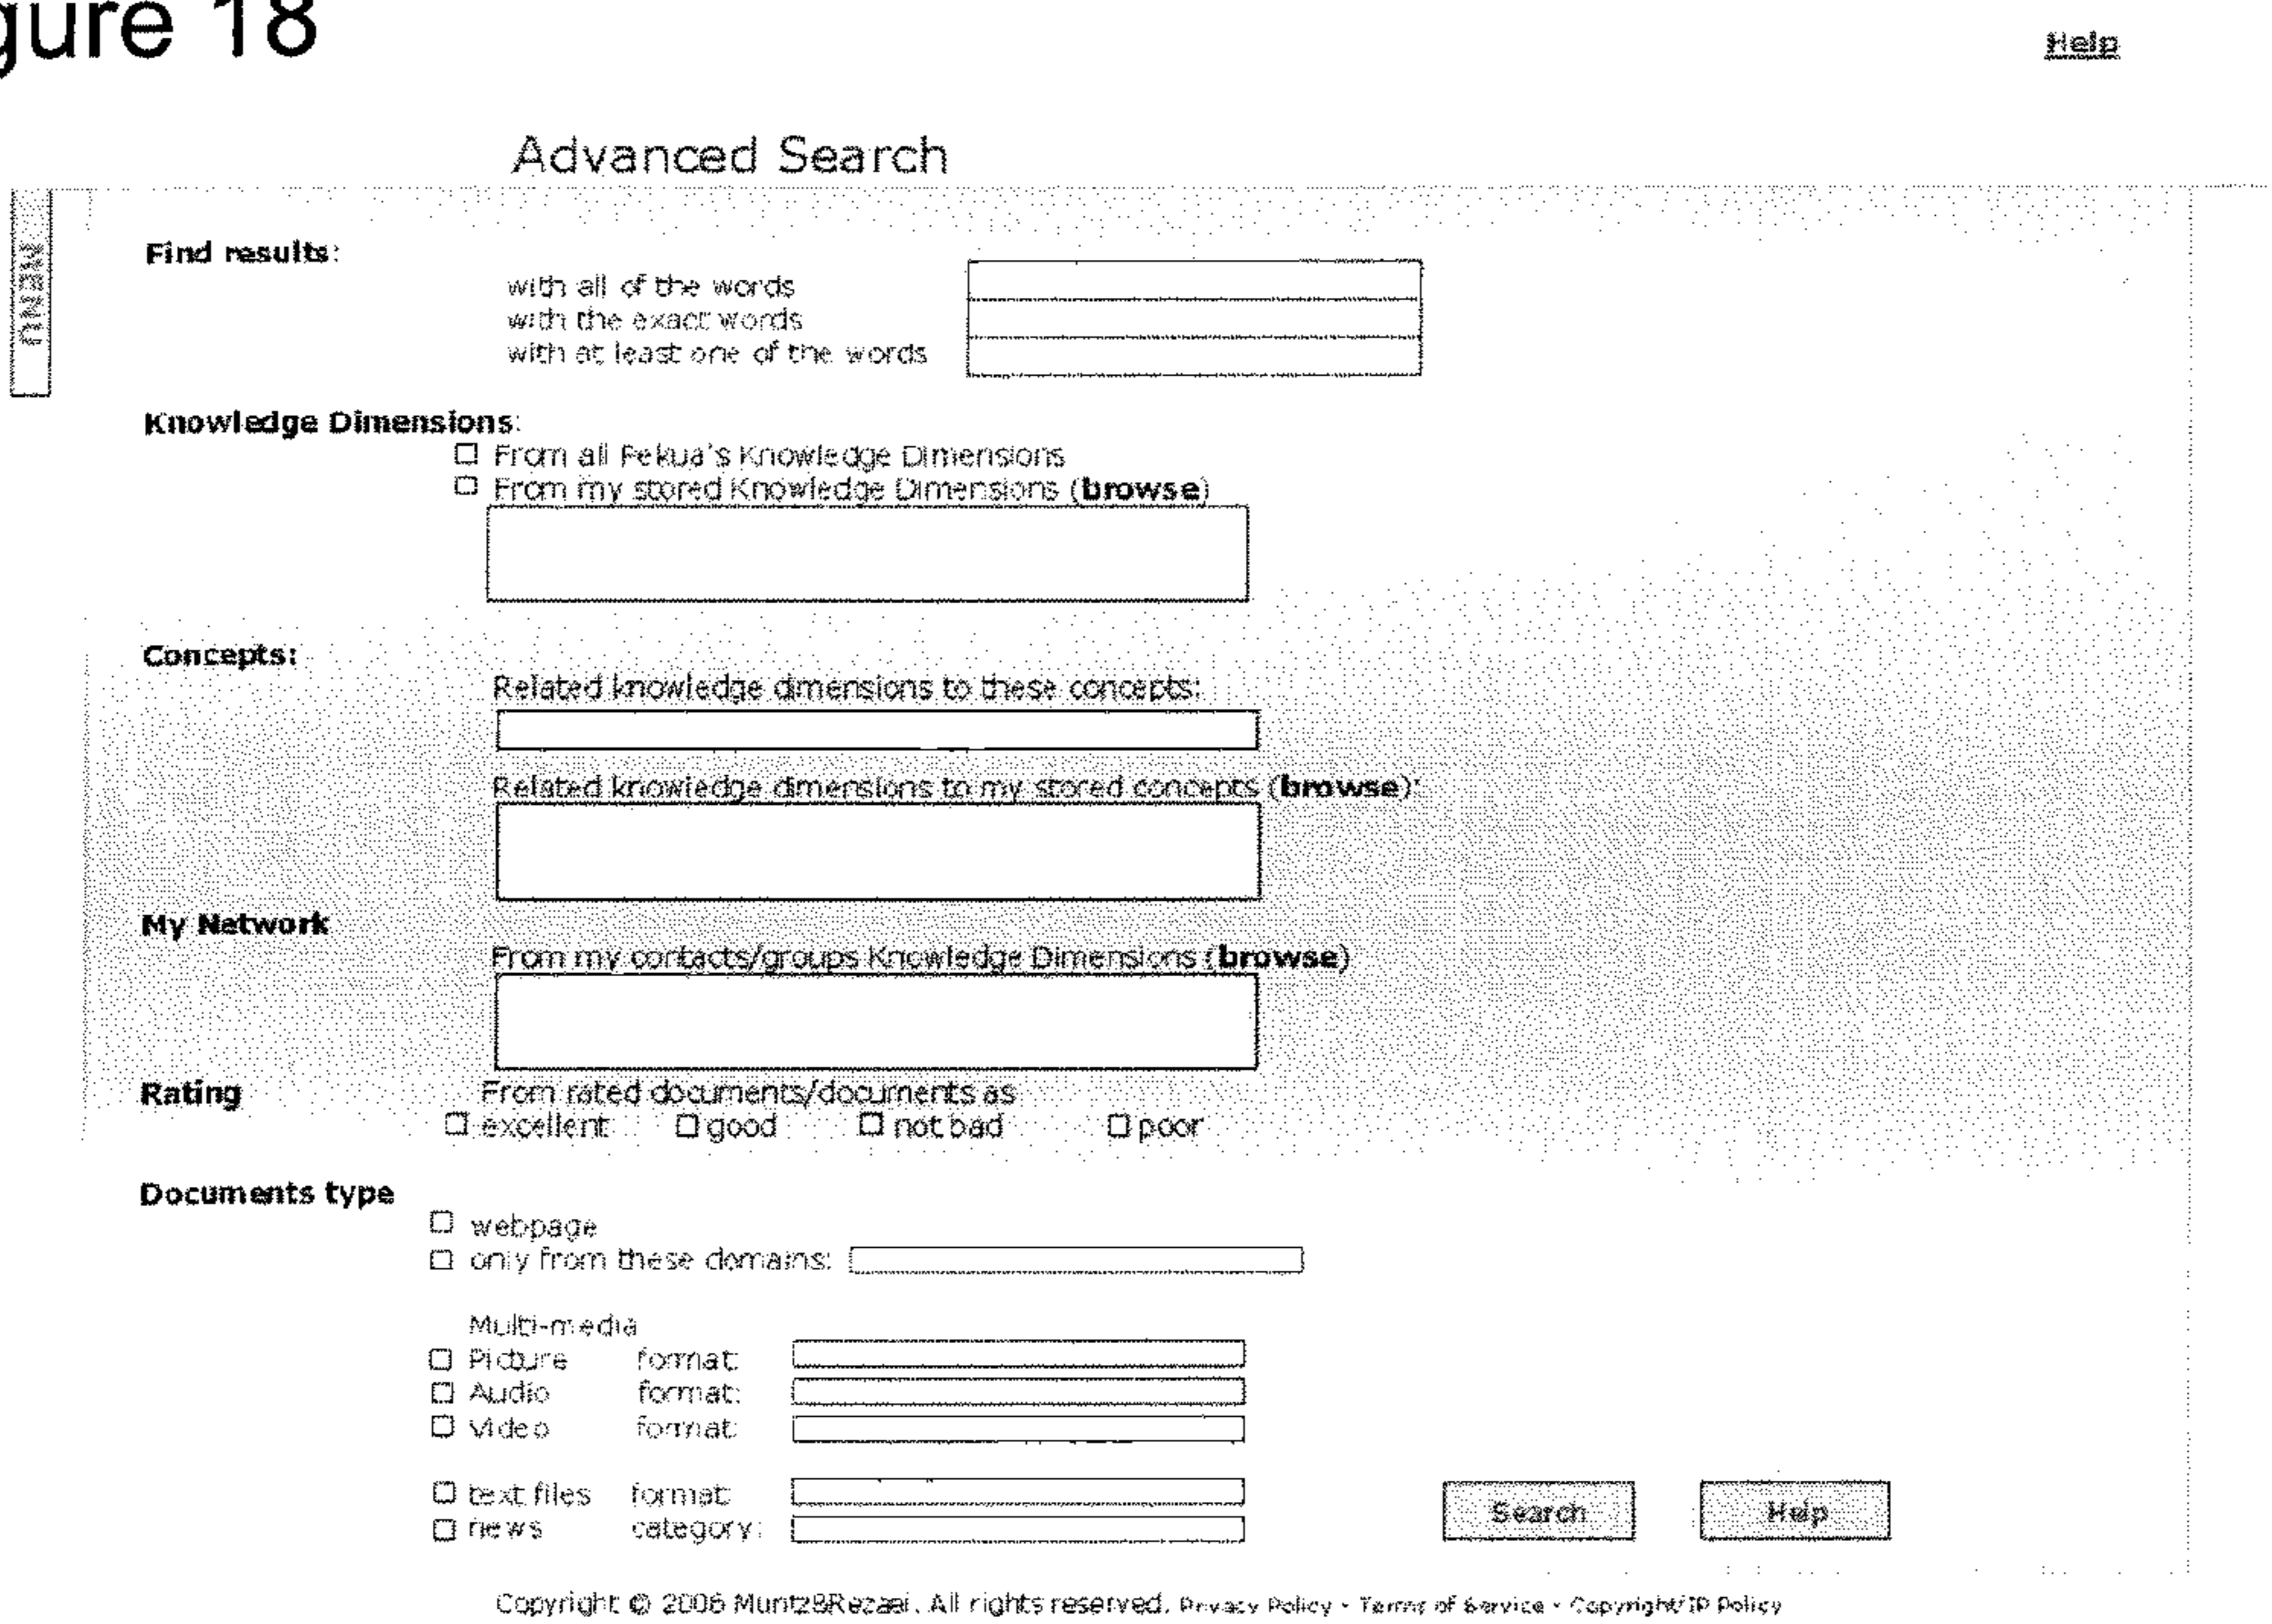 gure 18
Help
Advanced Search
MENU
Find results:
with all of the words
with the exact words
with at least one of the words
Knowledge Dimensions:
From all Pekua's Knowledge Dimensions
From my stored Knowledge Dimensions (browse)
Concepts:
Related knowledge dimensions to these concepts:
Related knowledge dimensions to my stored concepts (browse):
My Network
From my contacts/groups Knowledge Dimensions (browse)
Rating
From rated documents/documents as
excellent good not bad poor
Documents type
webpage
only from these domains:
Multi-media
Picture format:
Audio format:
Video format:
text files format:
news category:
Search Help
Copyright © 2006 Muntz&Rezaei. All rights reserved. Privacy Policy - Terms of Service - Copyright/IP Policy